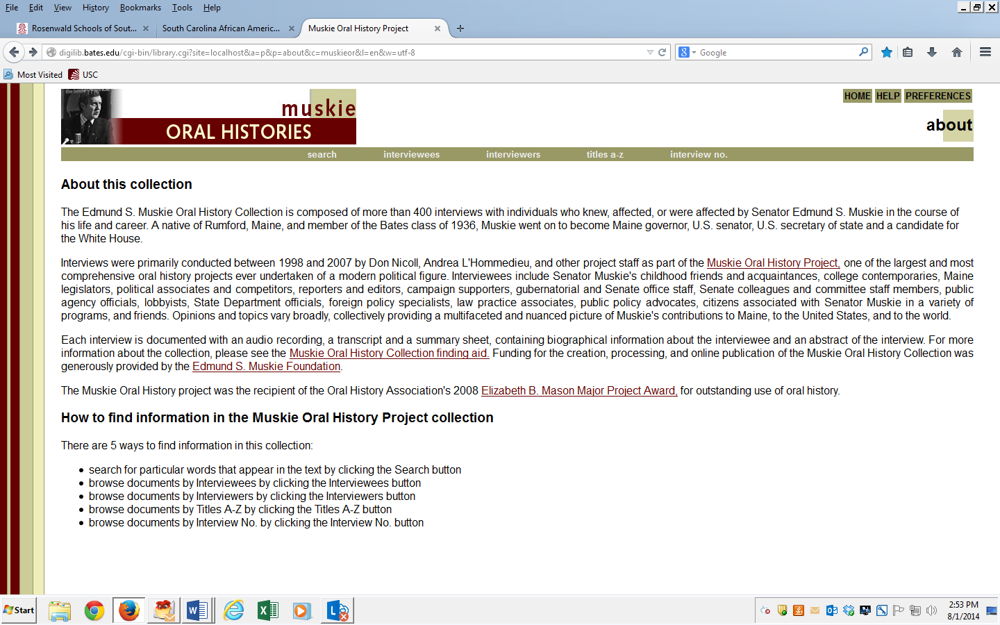 File Edit View History Bookmarks Tools Help
Rosenwald Schools of Sout... South Carolina African Americ... Muskie Oral History Project
digilib.bates.edu/cgi-bin/library.cgi?site=localhost&a=p&p=about&c=muskieor&l=en&w=utf-8 Google
Most Visited USC
muskie
ORAL HISTORIES
HOME HELP PREFERENCES
about
search interviewees interviewers titles a-z interview no.
About this collection
The Edmund S. Muskie Oral History Collection is composed of more than 400 interviews with individuals who knew, affected, or were affected by Senator Edmund S. Muskie in the course of
his life and career. A native of Rumford, Maine, and member of the Bates class of 1936, Muskie went on to become Maine governor, U.S. senator, U.S. secretary of state and a candidate for
the White House.
Interviews were primarily conducted between 1998 and 2007 by Don Nicoll, Andrea L'Hommedieu, and other project staff as part of the Muskie Oral History Project, one of the largest and most
comprehensive oral history projects ever undertaken of a modern political figure. Interviewees include Senator Muskie's childhood friends and acquaintances, college contemporaries, Maine
legislators, political associates and competitors, reporters and editors, campaign supporters, gubernatorial and Senate office staff, Senate colleagues and committee staff members, public
agency officials, lobbyists, State Department officials, foreign policy specialists, law practice associates, public policy advocates, citizens associated with Senator Muskie in a variety of
programs, and friends. Opinions and topics vary broadly, collectively providing a multifaceted and nuanced picture of Muskie's contributions to Maine, to the United States, and to the world.
Each interview is documented with an audio recording, a transcript and a summary sheet, containing biographical information about the interviewee and an abstract of the interview. For more
information about the collection, please see the Muskie Oral History Collection finding aid. Funding for the creation, processing, and online publication of the Muskie Oral History Collection was
generously provided by the Edmund S. Muskie Foundation.
The Muskie Oral History project was the recipient of the Oral History Association's 2008 Elizabeth B. Mason Major Project Award, for outstanding use of oral history.
How to find information in the Muskie Oral History Project collection
There are 5 ways to find information in this collection:
• search for particular words that appear in the text by clicking the Search button
• browse documents by Interviewees by clicking the Interviewees button
• browse documents by Interviewers by clicking the Interviewers button
• browse documents by Titles A-Z by clicking the Titles A-Z button
• browse documents by Interview No. by clicking the Interview No. button
Start
2:53 PM
8/1/2014